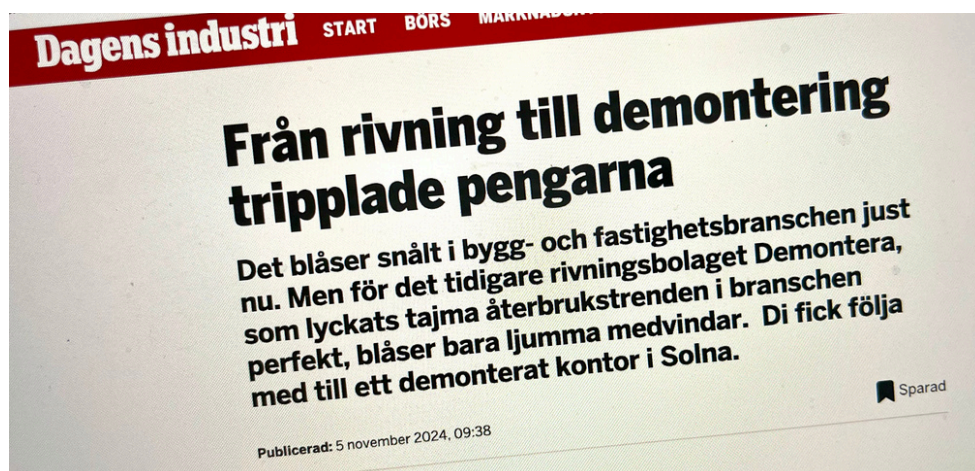 Dagens industri START BÖRS
Från rivning till demontering
tripplade pengarna
Det blåser snålt i bygg- och fastighetsbranschen just
nu. Men för det tidigare rivningsbolaget Demontera,
som lyckats tajma återbrukstrenden i branschen
perfekt, blåser bara ljumma medvindar. Di fick följa
med till ett demonterat kontor i Solna.
Sparad
Publicerad: 5 november 2024, 09:38